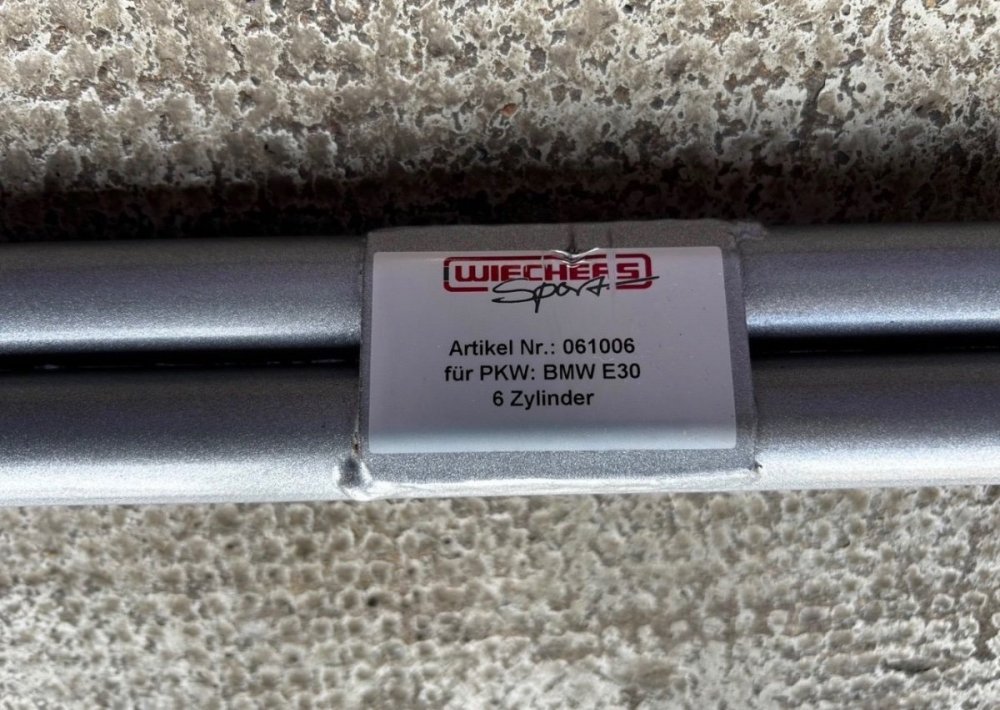 WIECHERS
Sport
Artikel Nr.: 061006
für PKW: BMW E30
6 Zylinder